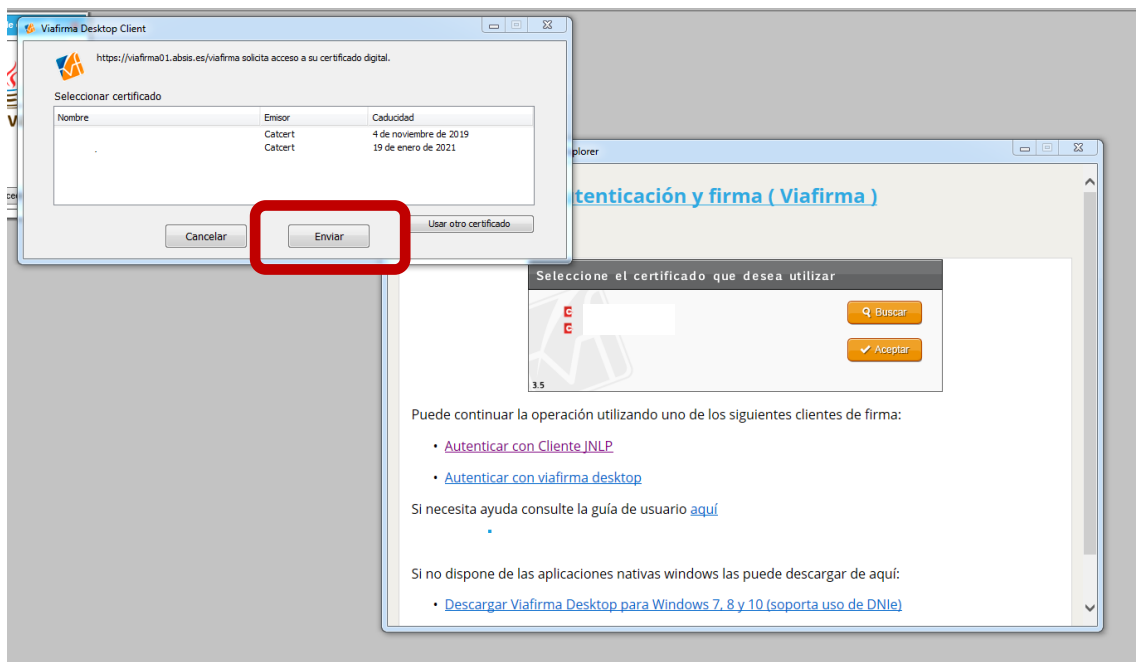 Viafirma Desktop Client
https://viafirma01.absis.es/viafirma solicita acceso a su certificado digital.
Seleccionar certificado
Nombre Emisor Caducidad
Catcert 4 de noviembre de 2019
Catcert 19 de enero de 2021
Usar otro certificado
Cancelar Enviar
plorer
tenticación y firma ( Viafirma )
Seleccione el certificado que desea utilizar
Buscar
Aceptar
3.5
Puede continuar la operación utilizando uno de los siguientes clientes de firma:
• Autenticar con Cliente JNLP
• Autenticar con viafirma desktop
Si necesita ayuda consulte la guía de usuario aquí
Si no dispone de las aplicaciones nativas windows las puede descargar de aquí:
• Descargar Viafirma Desktop para Windows 7, 8 y 10 (soporta uso de DNIe)